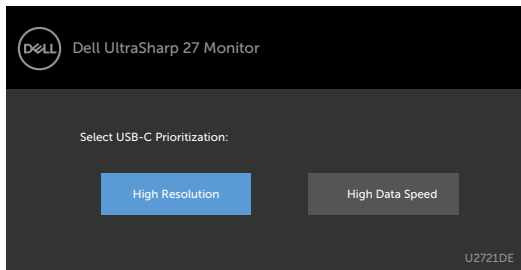 DELL
Dell UltraSharp 27 Monitor
Select USB-C Prioritization:
High Resolution
High Data Speed
U2721DE